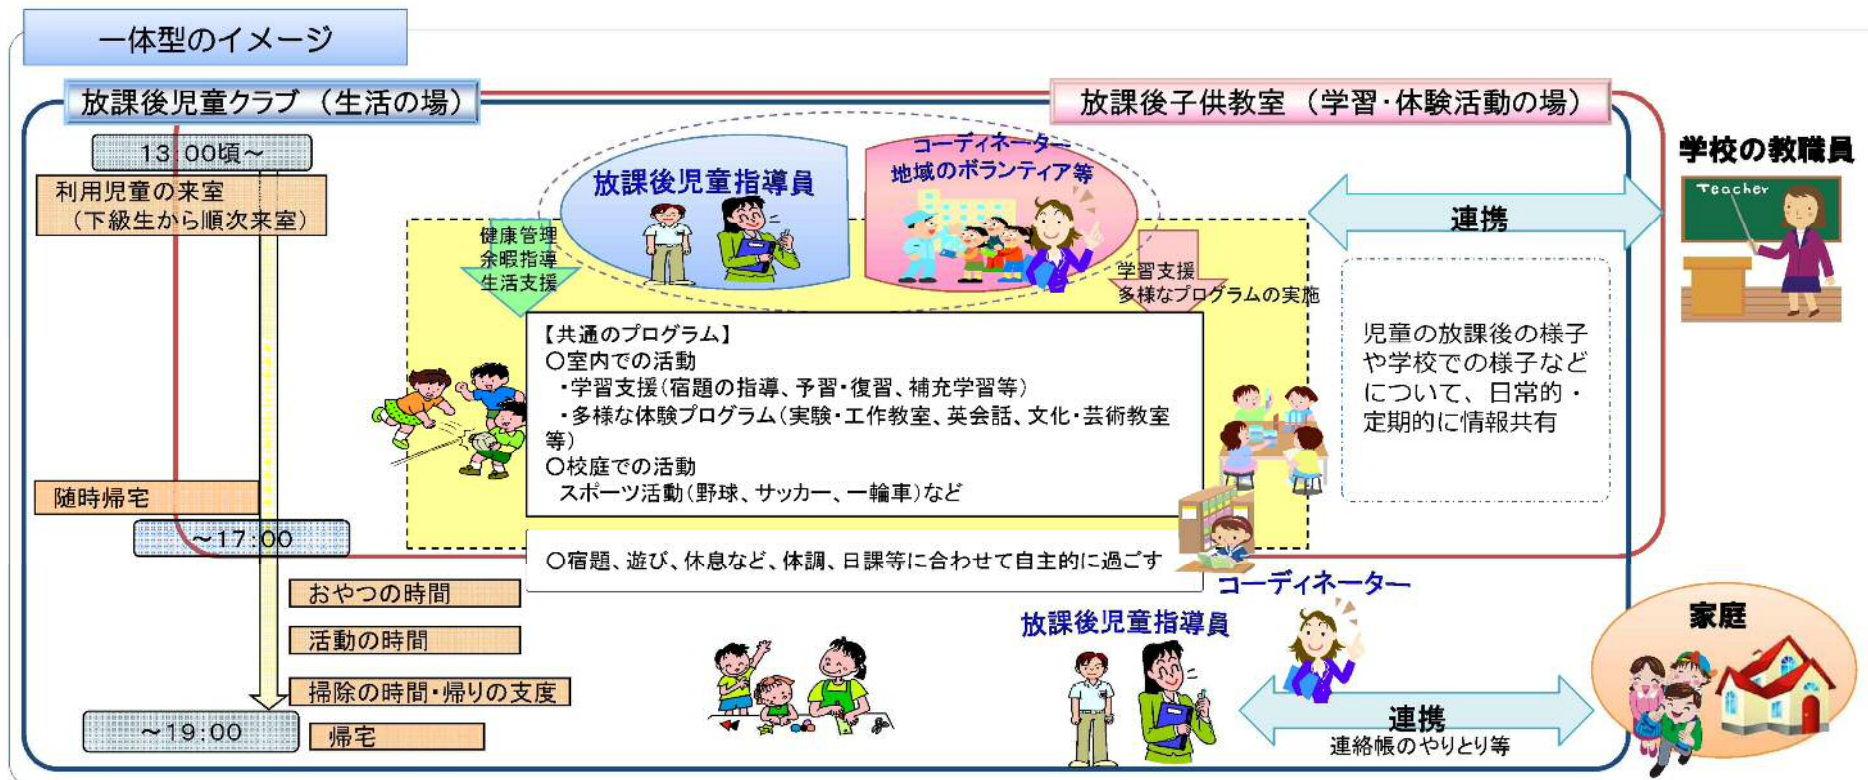 一体型のイメージ
放課後児童クラブ (生活の場)
放課後子供教室 (学習・体験活動の場)
13:00頃~
利用児童の来室
(下級生から順次来室)
放課後児童指導員
コーディネーター
地域のボランティア等
学校の教職員
Teacher
連携
健康管理
余暇指導
生活支援
学習支援
多様なプログラムの実施
【共通のプログラム】
○室内での活動
・学習支援(宿題の指導、予習・復習、補充学習等)
・多様な体験プログラム(実験・工作教室、英会話、文化・芸術教室
等)
○校庭での活動
スポーツ活動(野球、サッカー、一輪車)など
児童の放課後の様子
や学校での様子など
について、日常的・
定期的に情報共有
随時帰宅
~17:00
○宿題、遊び、休息など、体調、日課等に合わせて自主的に過ごす
おやつの時間
活動の時間
掃除の時間・帰りの支度
~19:00
帰宅
コーディネーター
放課後児童指導員
家庭
連携
連絡帳のやりとり等